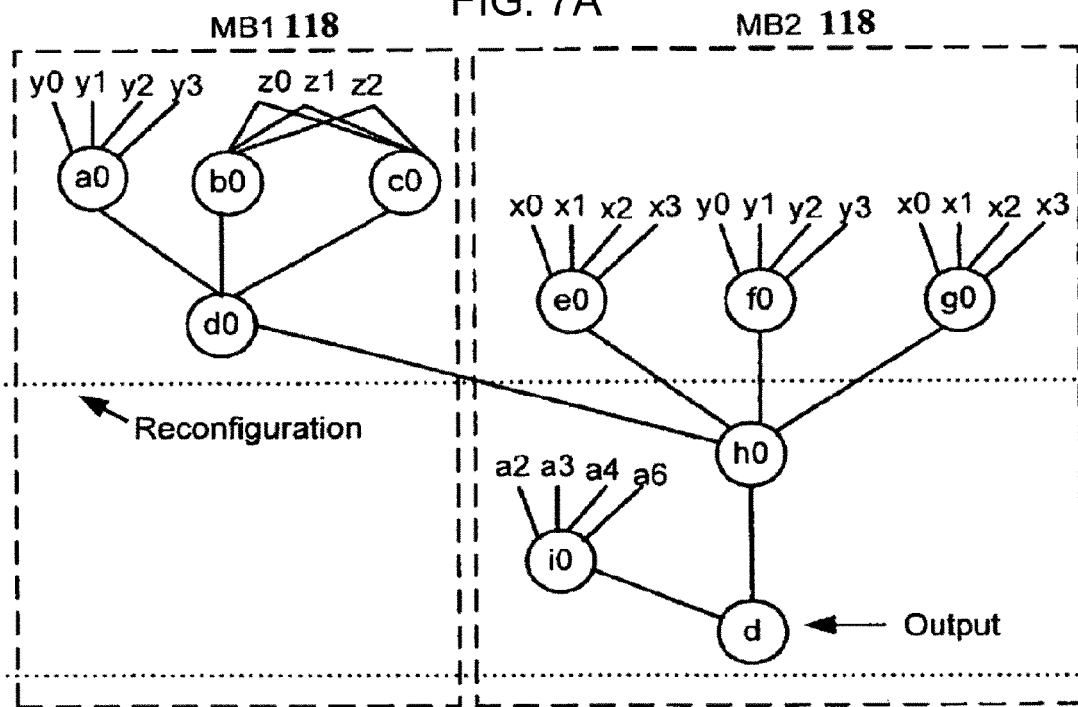 FIG. 7A
MB1 118
MB2 118
y0 y1 y2 y3
z0 z1 z2
a0
b0
c0
x0 x1 x2 x3
y0 y1 y2 y3
x0 x1 x2 x3
e0
f0
g0
d0
Reconfiguration
h0
a2 a3 a4 a6
i0
d
Output